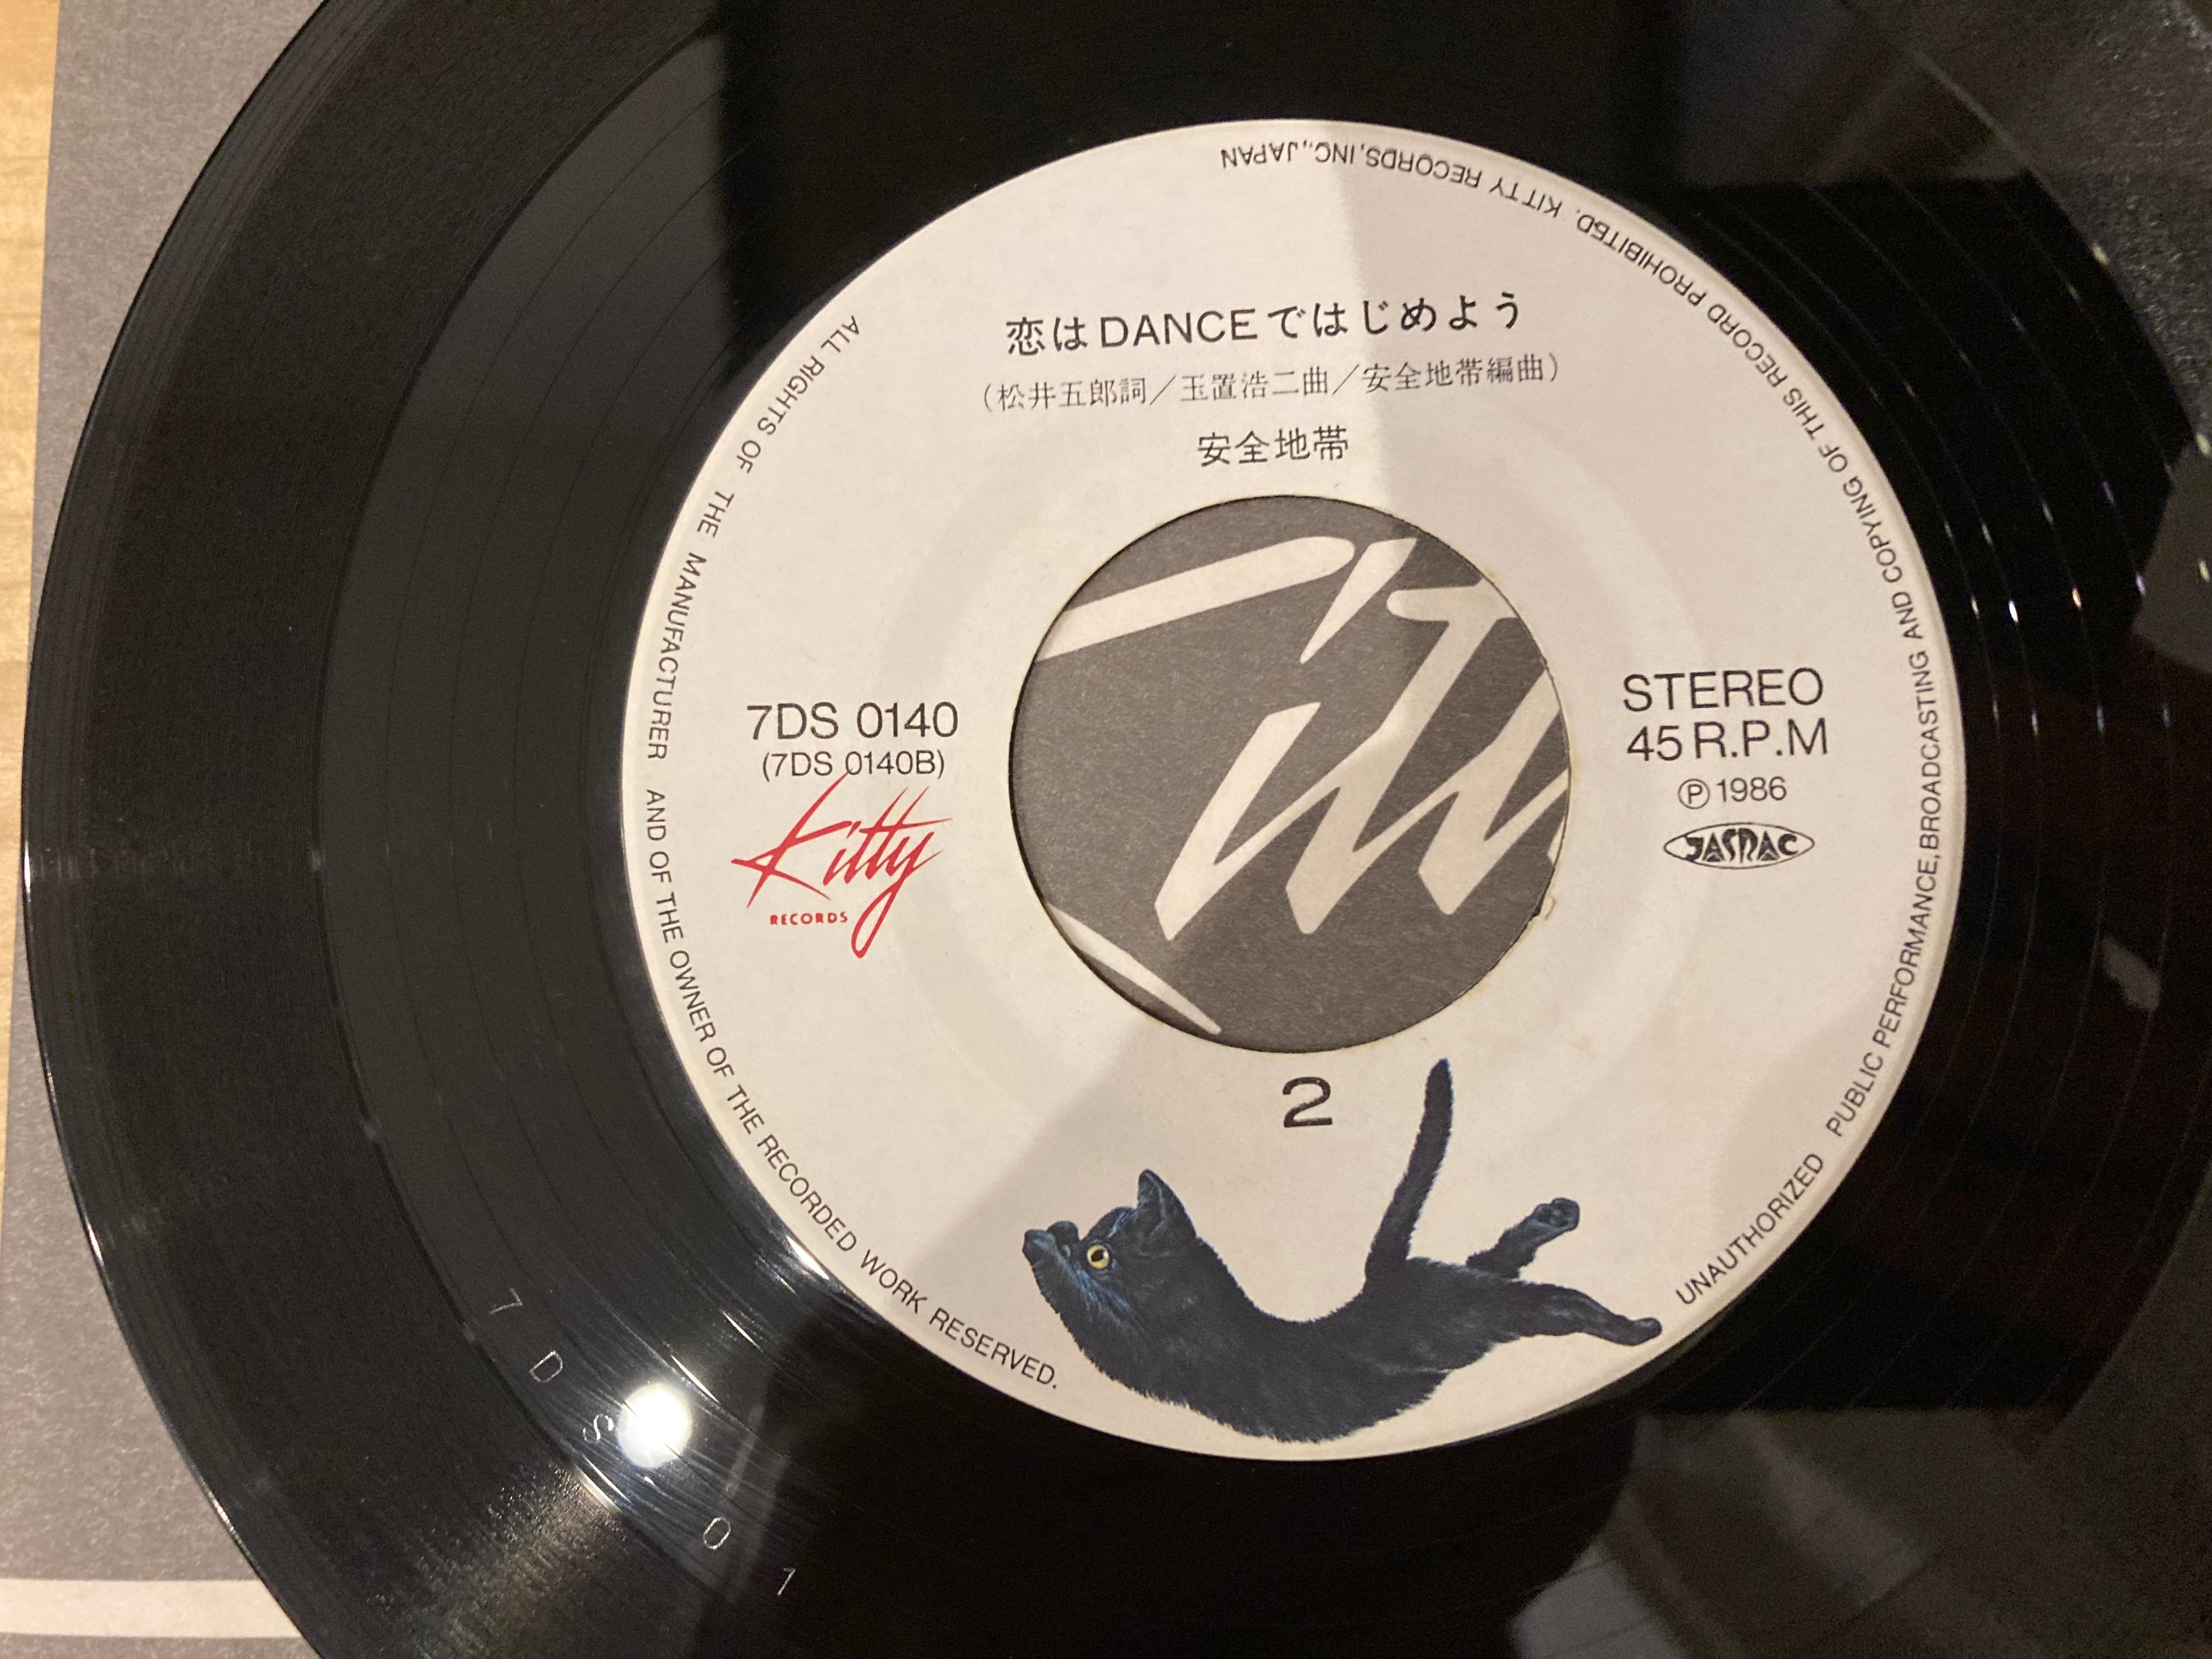 恋はDANCEではじめよう
(松井五郎詞／玉置浩二曲／安全地帯編曲)
安全地帯
7DS 0140
(7DS 0140B)
Kitty
RECORDS
STEREO
45 R.P.M
Ⓟ 1986
JASRAC
2
ALL RIGHTS OF THE MANUFACTURER AND OF THE OWNER OF THE RECORDED WORK RESERVED.
UNAUTHORIZED PUBLIC PERFORMANCE, BROADCASTING AND COPYING OF THIS RECORD PROHIBITED. KITTY RECORDS, INC., JAPAN
7 D S 0 1